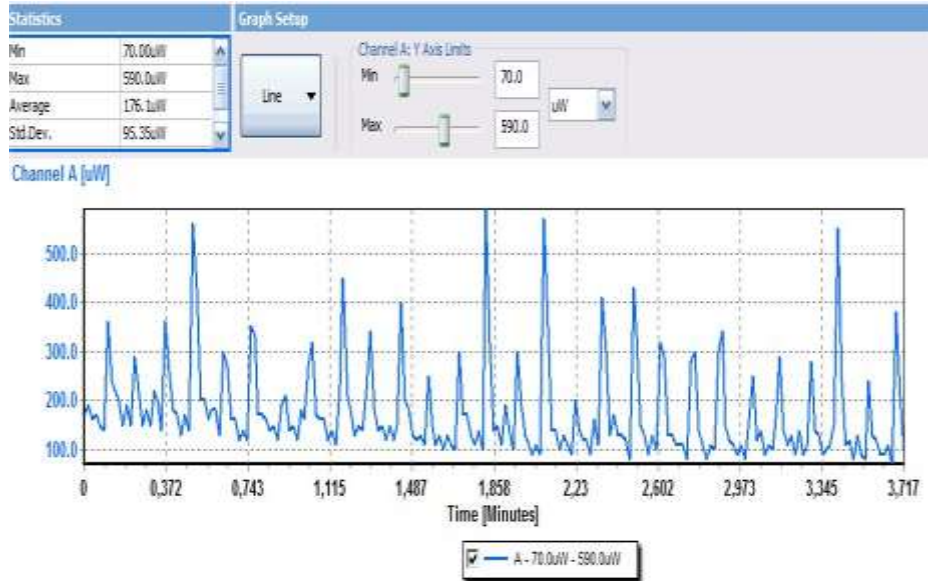 Statistics
Graph Setup
Min 70.00uW
Max 590.0uW
Average 176.1uW
Std.Dev. 95.35uW
Line
Channel A: Y Axis Limits
Min 70.0
Max 590.0
uW
Channel A [uW]
500.0
400.0
300.0
200.0
100.0
0 0,372 0,743 1,115 1,487 1,858 2,23 2,602 2,973 3,345 3,717
Time [Minutes]
A - 70.0uW - 590.0uW